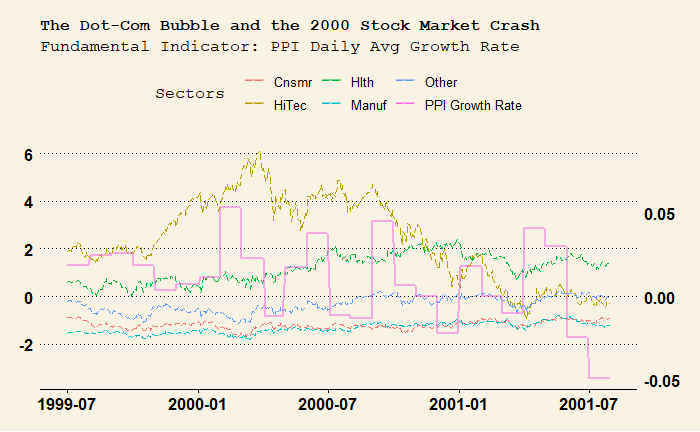 The Dot-Com Bubble and the 2000 Stock Market Crash
Fundamental Indicator: PPI Daily Avg Growth Rate
Sectors
Cnsmr Hlth Other
HiTec Manuf PPI Growth Rate
6
4
2
0
-2
0.05
0.00
-0.05
1999-07 2000-01 2000-07 2001-01 2001-07